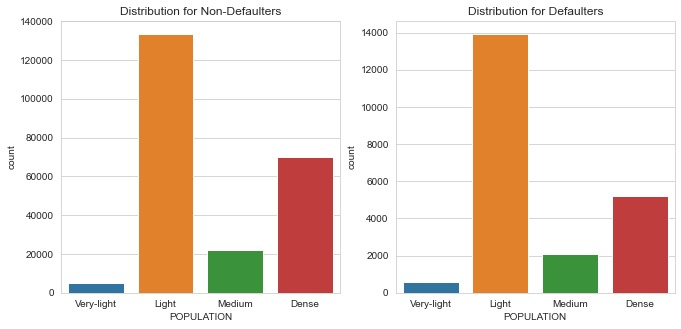 Distribution for Non-Defaulters
140000
120000
100000
80000
60000
40000
20000
0
count
Very-light Light Medium Dense
POPULATION
Distribution for Defaulters
14000
12000
10000
8000
6000
4000
2000
0
count
Very-light Light Medium Dense
POPULATION